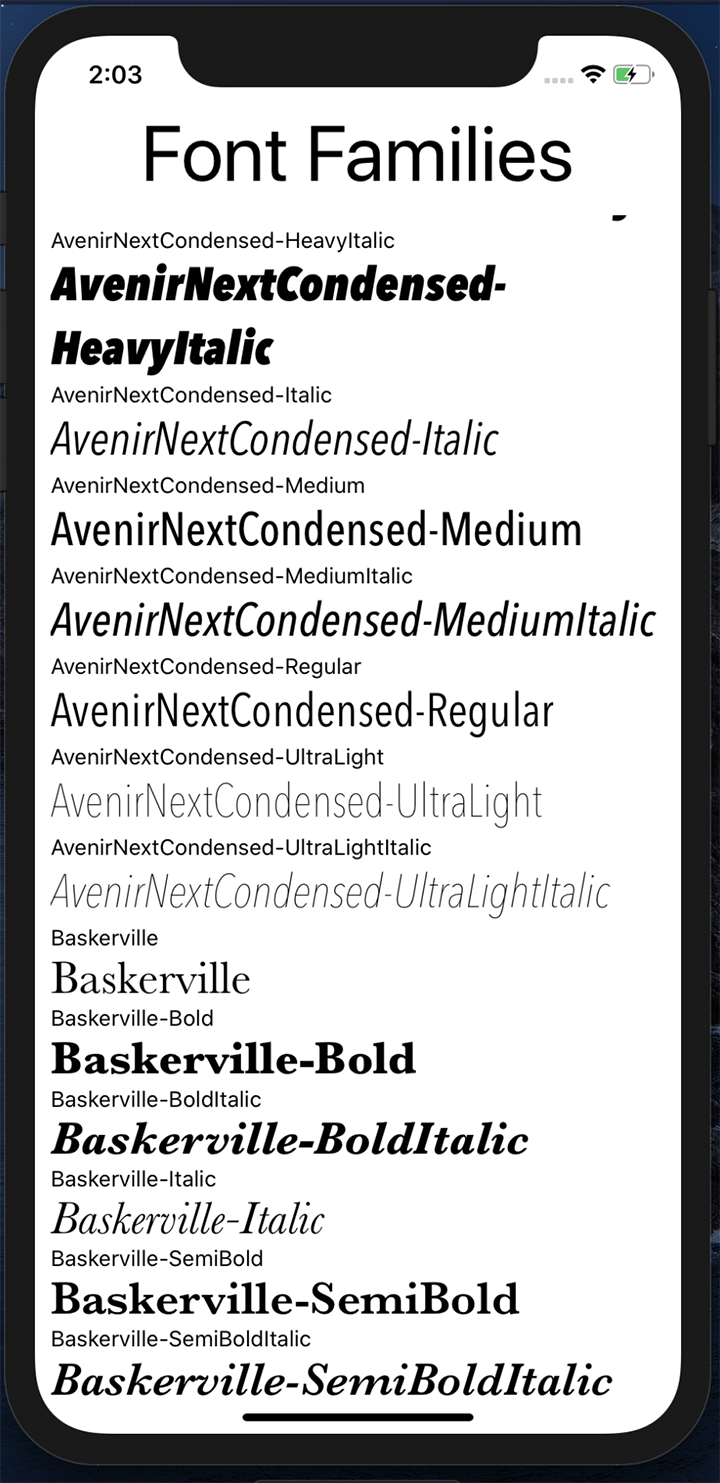 2:03
Font Families
AvenirNextCondensed-HeavyItalic
AvenirNextCondensed-
HeavyItalic
AvenirNextCondensed-Italic
AvenirNextCondensed-Italic
AvenirNextCondensed-Medium
AvenirNextCondensed-Medium
AvenirNextCondensed-MediumItalic
AvenirNextCondensed-MediumItalic
AvenirNextCondensed-Regular
AvenirNextCondensed-Regular
AvenirNextCondensed-UltraLight
AvenirNextCondensed-UltraLight
AvenirNextCondensed-UltraLightItalic
AvenirNextCondensed-UltraLightItalic
Baskerville
Baskerville
Baskerville-Bold
Baskerville-Bold
Baskerville-BoldItalic
Baskerville-BoldItalic
Baskerville-Italic
Baskerville-Italic
Baskerville-SemiBold
Baskerville-SemiBold
Baskerville-SemiBoldItalic
Baskerville-SemiBoldItalic